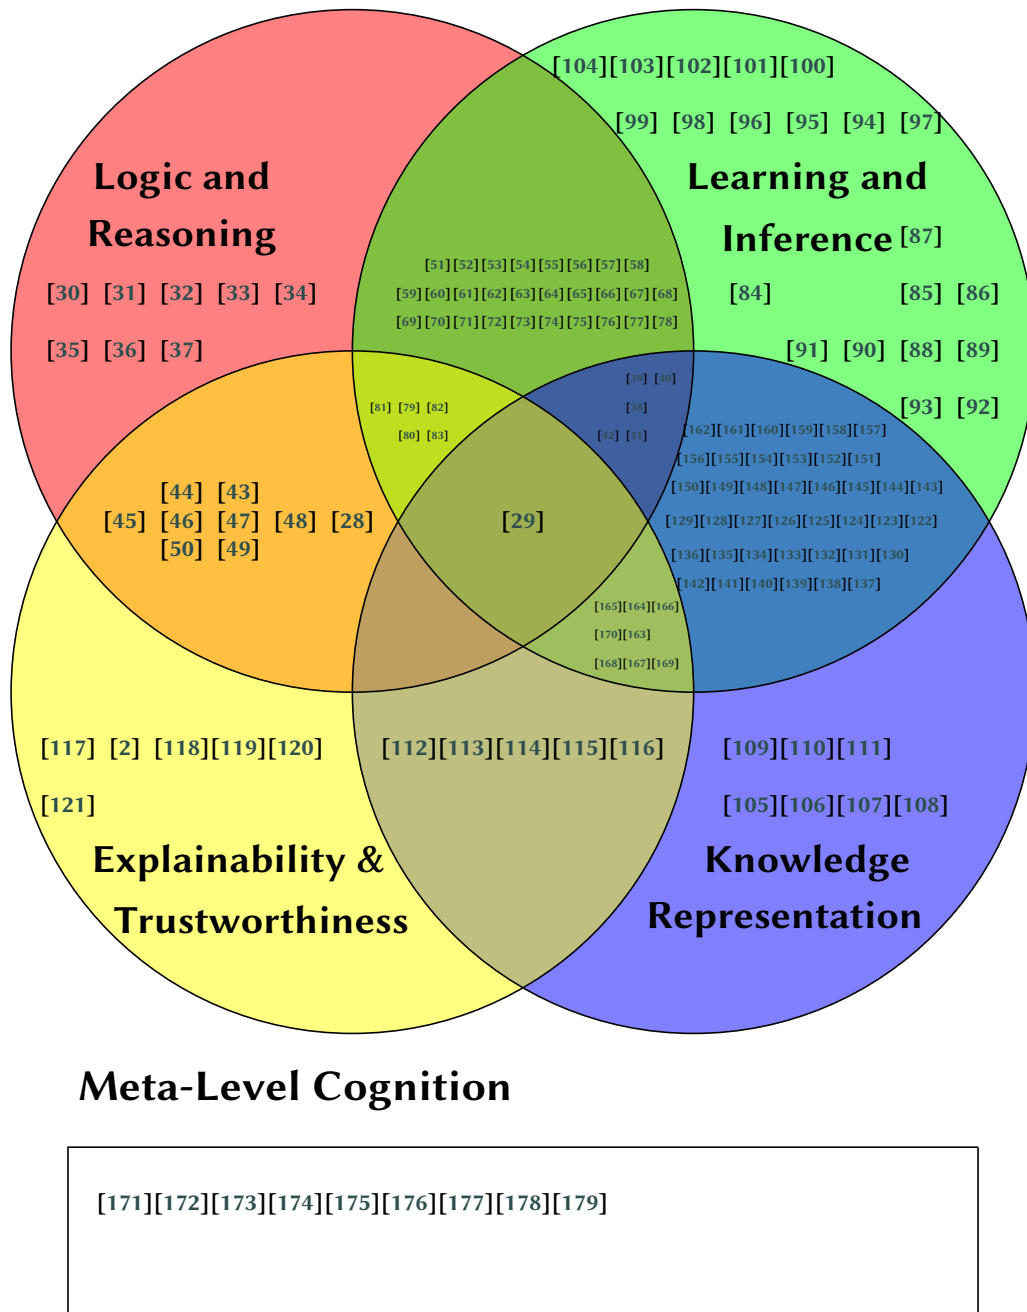 [104][103][102][101][100]
[99] [98] [96] [95] [94] [97]
Logic and
Reasoning
Learning and
Inference [87]
[51][52][53][54][55][56][57][58]
[30] [31] [32] [33] [34]
[59][60][61][62][63][64][65][66][67][68]
[84] [85] [86]
[69][70][71][72][73][74][75][76][77][78]
[35] [36] [37]
[91] [90] [88] [89]
[39] [40]
[81] [79] [82]
[38]
[93] [92]
[80] [83]
[42] [41]
[162][161][160][159][158][157]
[156][155][154][153][152][151]
[150][149][148][147][146][145][144][143]
[44] [43]
[45] [46] [47] [48] [28]
[50] [49]
[29]
[129][128][127][126][125][124][123][122]
[136][135][134][133][132][131][130]
[142][141][140][139][138][137]
[165][164][166]
[170][163]
[168][167][169]
[117] [2] [118][119][120]
[121]
[112][113][114][115][116]
[109][110][111]
[105][106][107][108]
Explainability &
Trustworthiness
Knowledge
Representation
Meta-Level Cognition
[171][172][173][174][175][176][177][178][179]